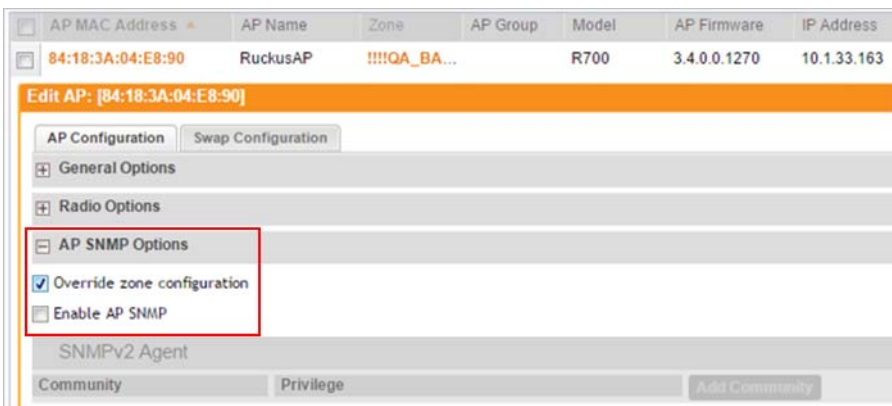 AP MAC Address AP Name Zone AP Group Model AP Firmware IP Address
84:18:3A:04:E8:90 RuckusAP !!!!QA_BA... R700 3.4.0.0.1270 10.1.33.163
Edit AP: [84:18:3A:04:E8:90]
AP Configuration Swap Configuration
General Options
Radio Options
AP SNMP Options
Override zone configuration
Enable AP SNMP
SNMPv2 Agent
Community Privilege Add Community